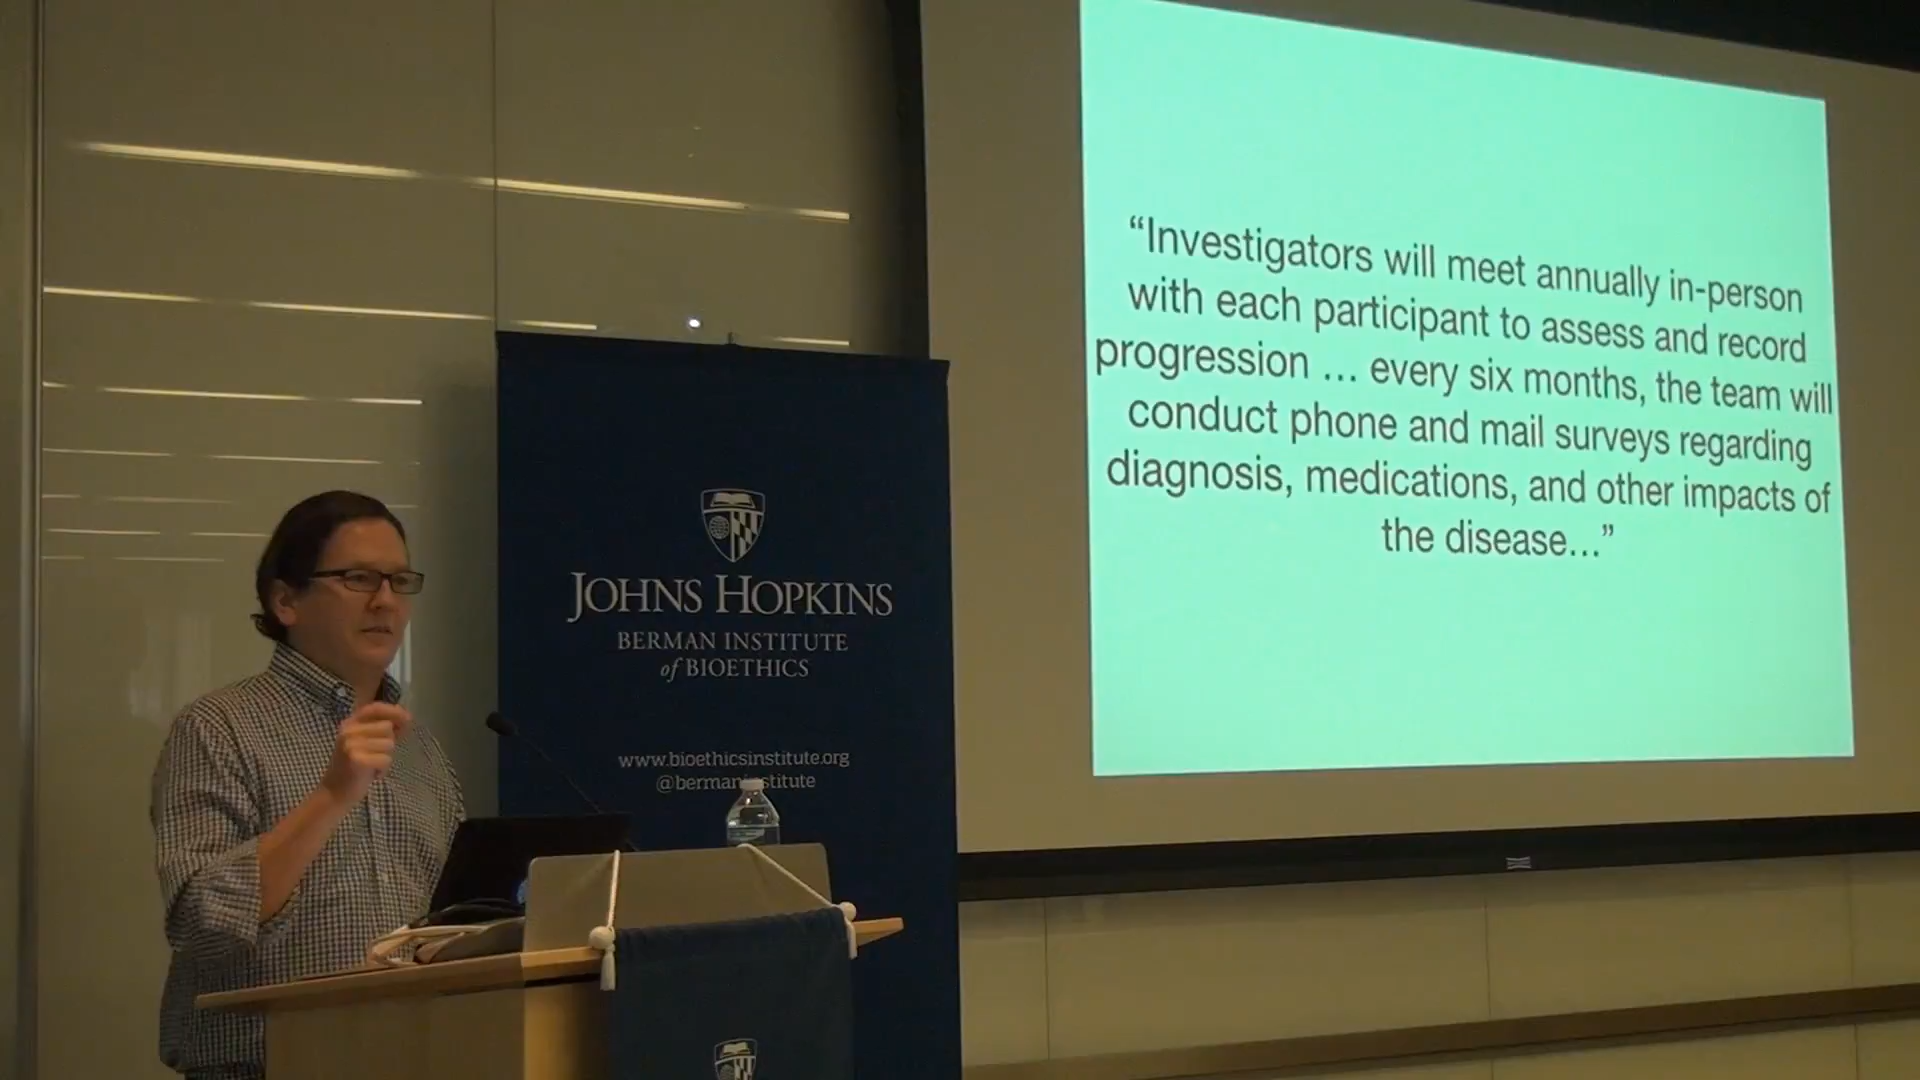 “Investigators will meet annually in-person
with each participant to assess and record
progression ... every six months, the team will
conduct phone and mail surveys regarding
diagnosis, medications, and other impacts of
the disease...”
JOHNS HOPKINS
BERMAN INSTITUTE
of BIOETHICS
www.bioethicsinstitute.org